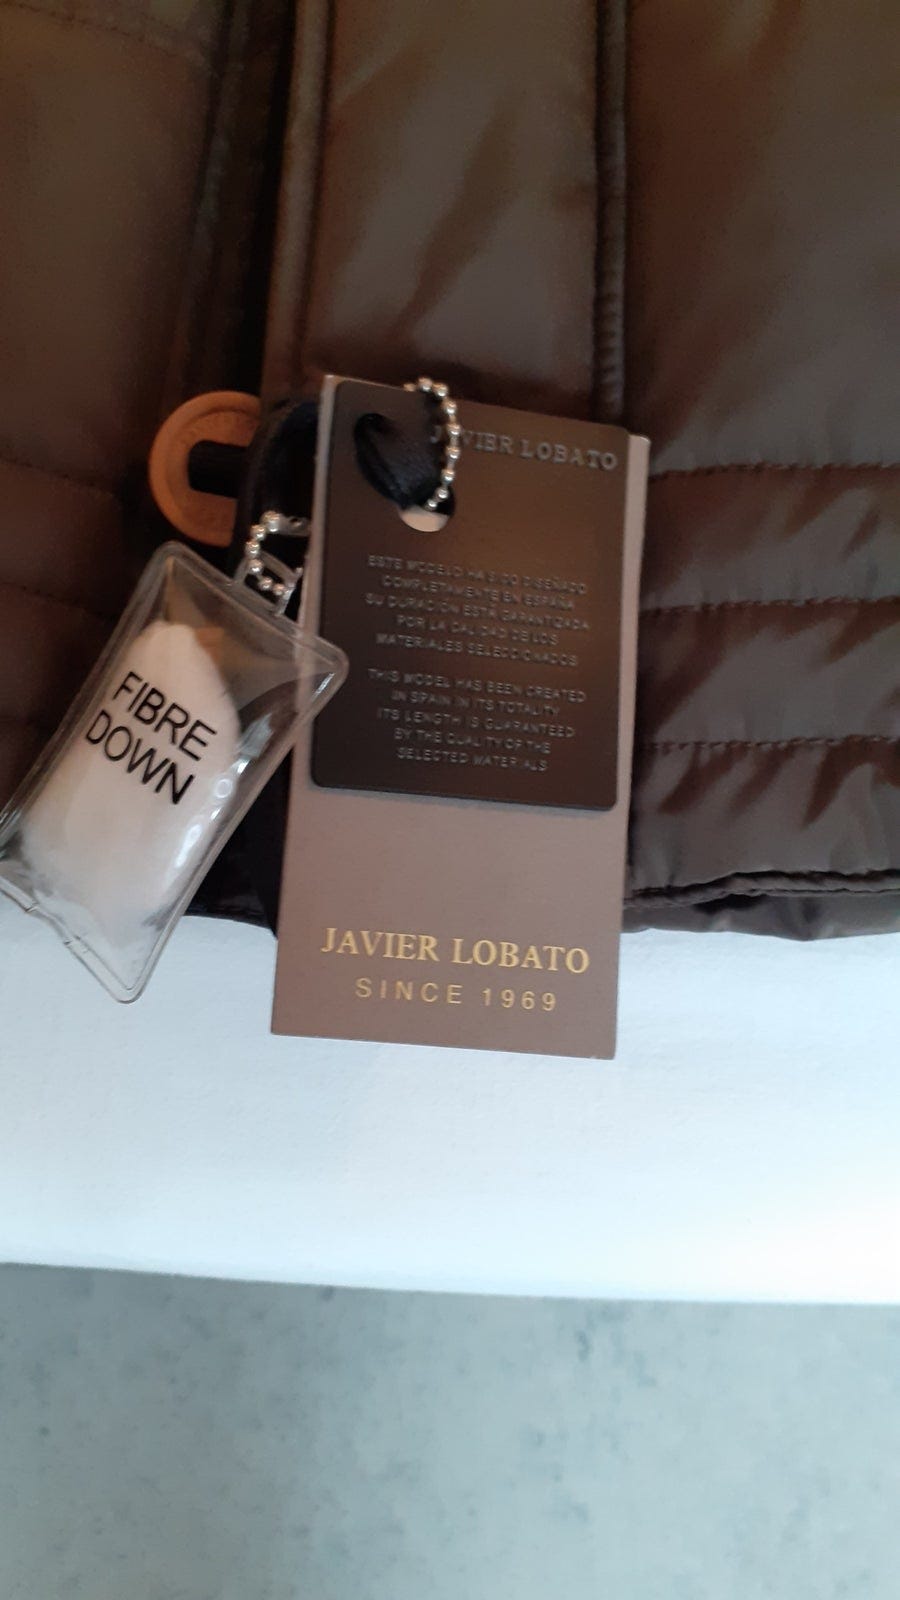 JAVIER LOBATO
ESTE MODELO HA SIDO DISEÑADO
COMPLETAMENTE EN ESPAÑA
SU DURACIÓN ESTÁ GARANTIZADA
POR LA CALIDAD DE LOS
MATERIALES SELECCIONADOS
THIS MODEL HAS BEEN CREATED
IN SPAIN IN ITS TOTALITY
ITS LENGTH IS GUARANTEED
BY THE QUALITY OF THE
SELECTED MATERIALS
FIBRE
DOWN
JAVIER LOBATO
SINCE 1969